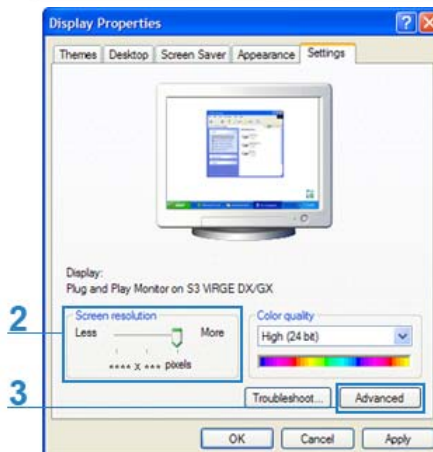 Display Properties
Themes Desktop Screen Saver Appearance Settings
Display:
Plug and Play Monitor on S3 VIRGE DX/GX
2
Screen resolution
Less More
**** x *** pixels
Color quality
High (24 bit)
3
Troubleshoot... Advanced
OK Cancel Apply